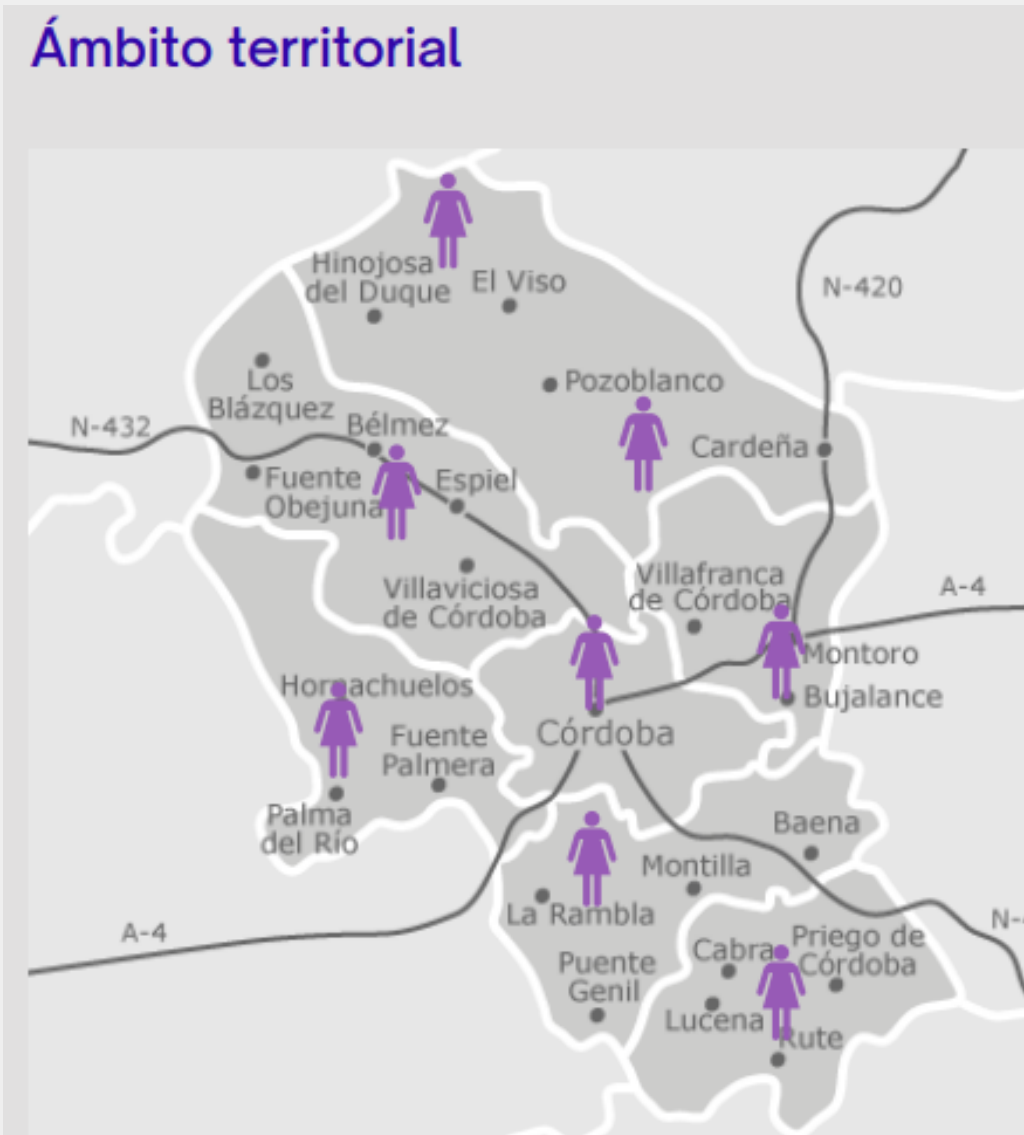 Ámbito territorial
Hinojosa
del Duque
El Viso
N-420
Los
Blázquez
Pozoblanco
N-432
Bélmez
Cardeña
Fuente
Obejuna
Espiel
Villaviciosa
de Córdoba
Villafranca
de Córdoba
A-4
Montoro
Bujalance
Hornachuelos
Córdoba
Fuente
Palmera
Palma
del Río
Baena
Montilla
La Rambla
A-4
N-
Cabra
Priego de
Córdoba
Puente
Genil
Lucena
Rute